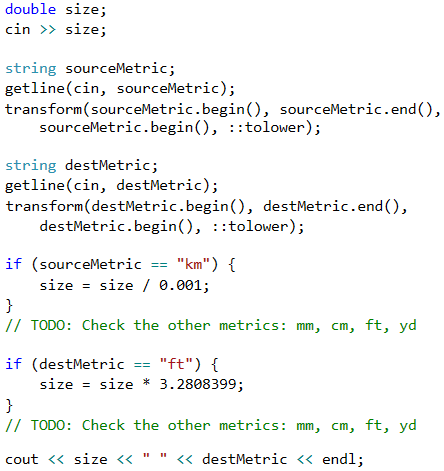 double size;
cin >> size;
string sourceMetric;
getline(cin, sourceMetric);
transform(sourceMetric.begin(), sourceMetric.end(),
    sourceMetric.begin(), ::tolower);
string destMetric;
getline(cin, destMetric);
transform(destMetric.begin(), destMetric.end(),
    destMetric.begin(), ::tolower);
if (sourceMetric == "km") {
    size = size / 0.001;
}
// TODO: Check the other metrics: mm, cm, ft, yd
if (destMetric == "ft") {
    size = size * 3.2808399;
}
// TODO: Check the other metrics: mm, cm, ft, yd
cout << size << " " << destMetric << endl;